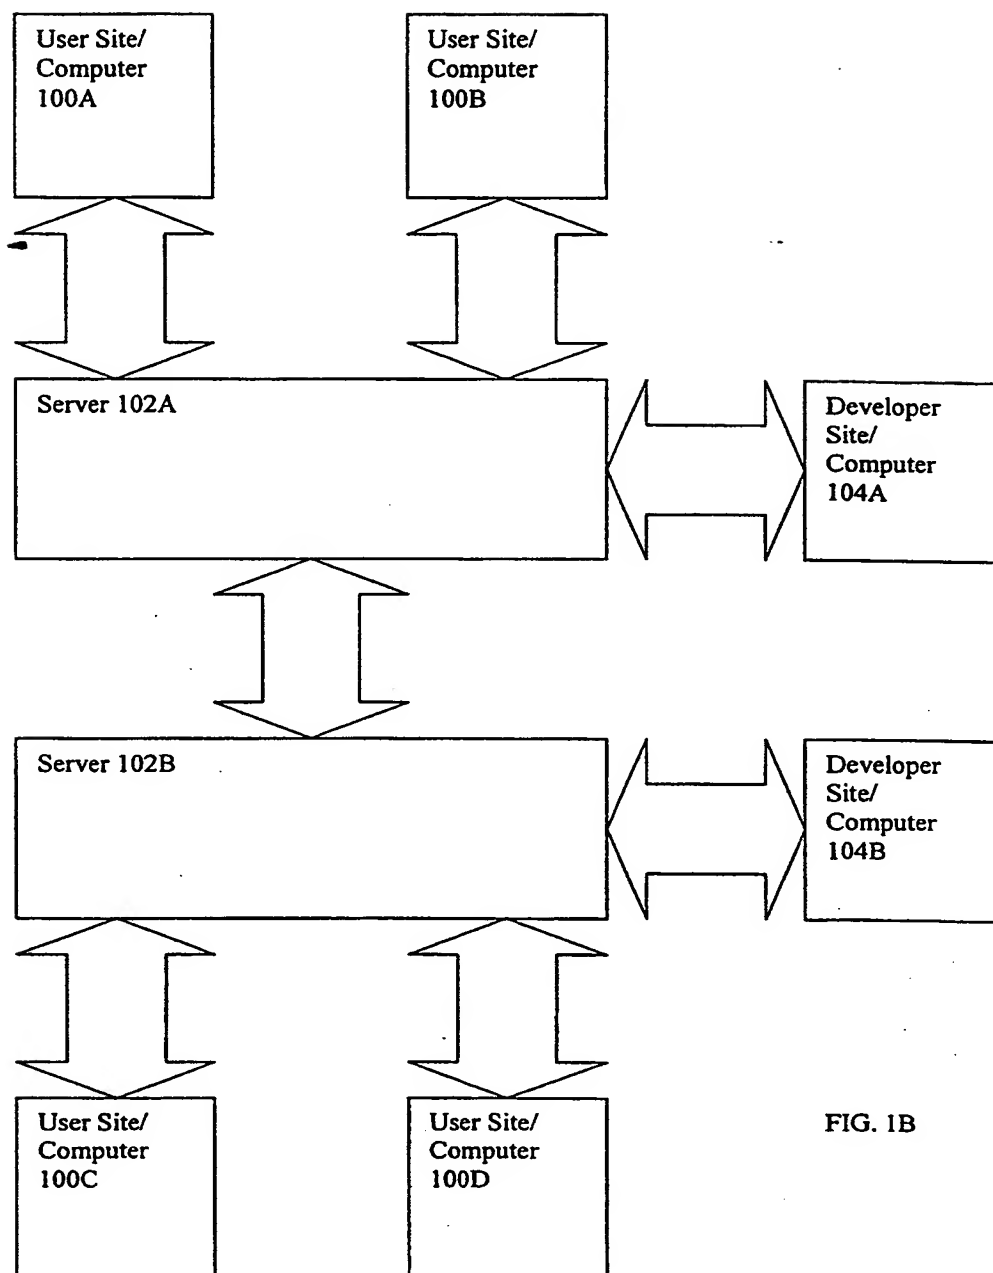 User Site/
Computer
100A
User Site/
Computer
100B
Server 102A
Developer
Site/
Computer
104A
Server 102B
Developer
Site/
Computer
104B
User Site/
Computer
100C
User Site/
Computer
100D
FIG. 1B